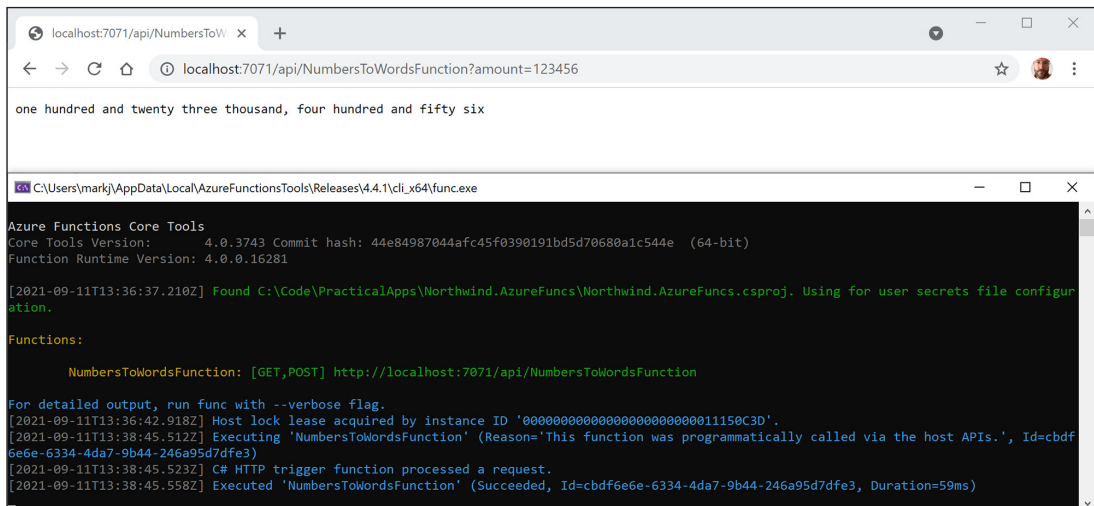 localhost:7071/api/NumbersToW
localhost:7071/api/NumbersToWordsFunction?amount=123456
one hundred and twenty three thousand, four hundred and fifty six
C:\Users\markj\AppData\Local\AzureFunctionsTools\Releases\4.4.1\cli_x64\func.exe
Azure Functions Core Tools
Core Tools Version:       4.0.3743 Commit hash: 44e84987044afc45f0390191bd5d70680a1c544e  (64-bit)
Function Runtime Version: 4.0.0.16281
[2021-09-11T13:36:37.210Z] Found C:\Code\PracticalApps\Northwind.AzureFuncs\Northwind.AzureFuncs.csproj. Using for user secrets file configur
ation.
Functions:
NumbersToWordsFunction: [GET,POST] http://localhost:7071/api/NumbersToWordsFunction
For detailed output, run func with --verbose flag.
[2021-09-11T13:36:42.918Z] Host lock lease acquired by instance ID '00000000000000000000000011150C3D'.
[2021-09-11T13:38:45.512Z] Executing 'NumbersToWordsFunction' (Reason='This function was programmatically called via the host APIs.', Id=cbdf
6e6e-6334-4da7-9b44-246a95d7dfe3)
[2021-09-11T13:38:45.523Z] C# HTTP trigger function processed a request.
[2021-09-11T13:38:45.558Z] Executed 'NumbersToWordsFunction' (Succeeded, Id=cbdf6e6e-6334-4da7-9b44-246a95d7dfe3, Duration=59ms)